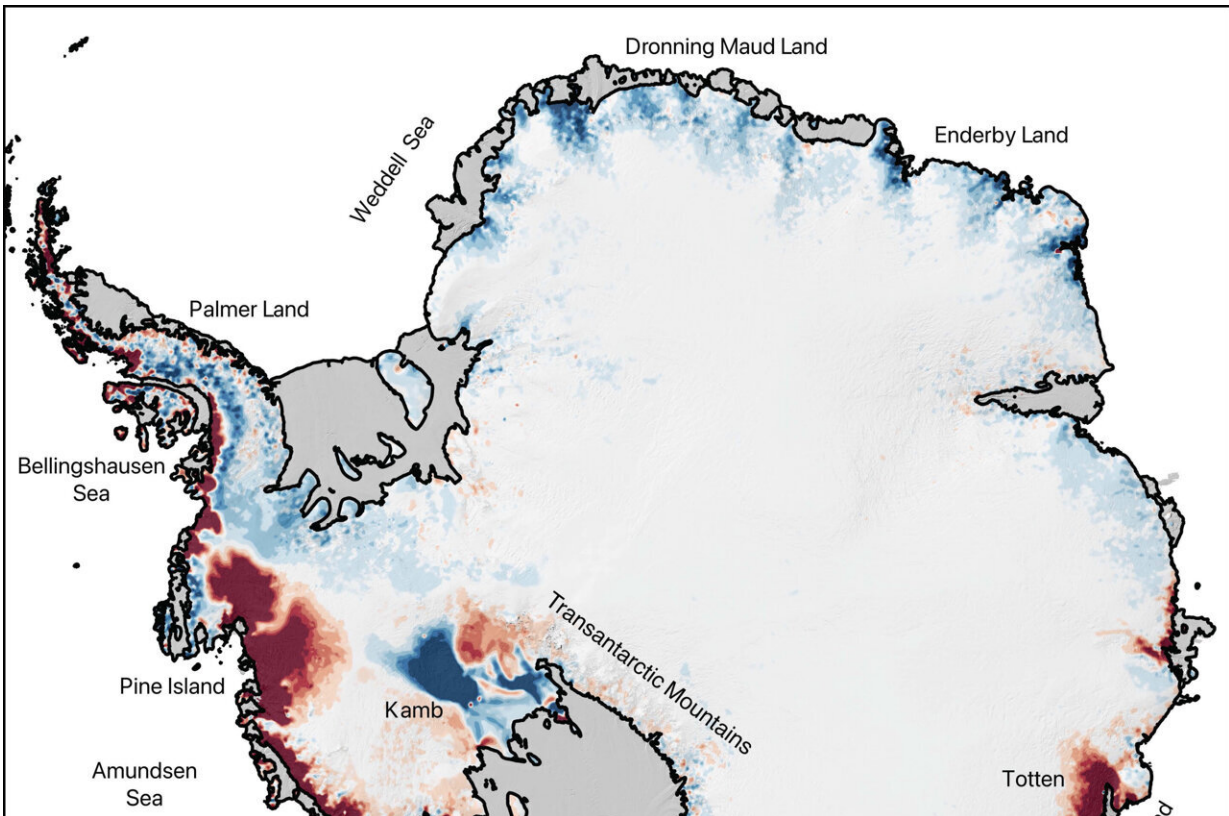 Dronning Maud Land
Enderby Land
Weddell Sea
Palmer Land
Bellingshausen
Sea
Transantarctic Mountains
Pine Island
Kamb
Amundsen
Sea
Totten